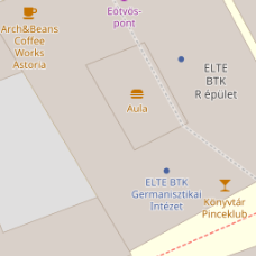 Eötvös-
pont
Arch&Beans
Coffee
Works
Astoria
ELTE
BTK
R épület
Aula
ELTE BTK
Germanisztikai
Intézet
Könyvtár
Pinceklub